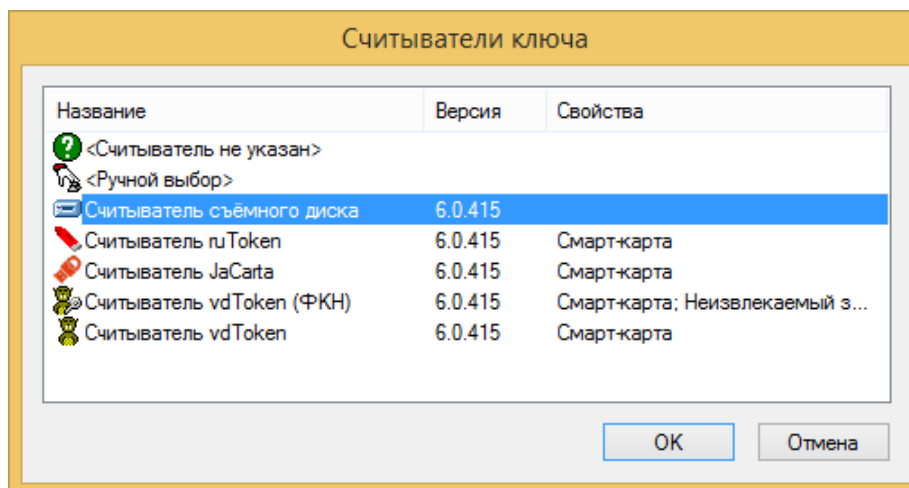 Считыватели ключа
Название Версия Свойства
<Считыватель не указан>
<Ручной выбор>
Считыватель съёмного диска 6.0.415
Считыватель ruToken 6.0.415 Смарт-карта
Считыватель JaCarta 6.0.415 Смарт-карта
Считыватель vdToken (ФКН) 6.0.415 Смарт-карта; Неизвлекаемый з...
Считыватель vdToken 6.0.415 Смарт-карта
OK Отмена